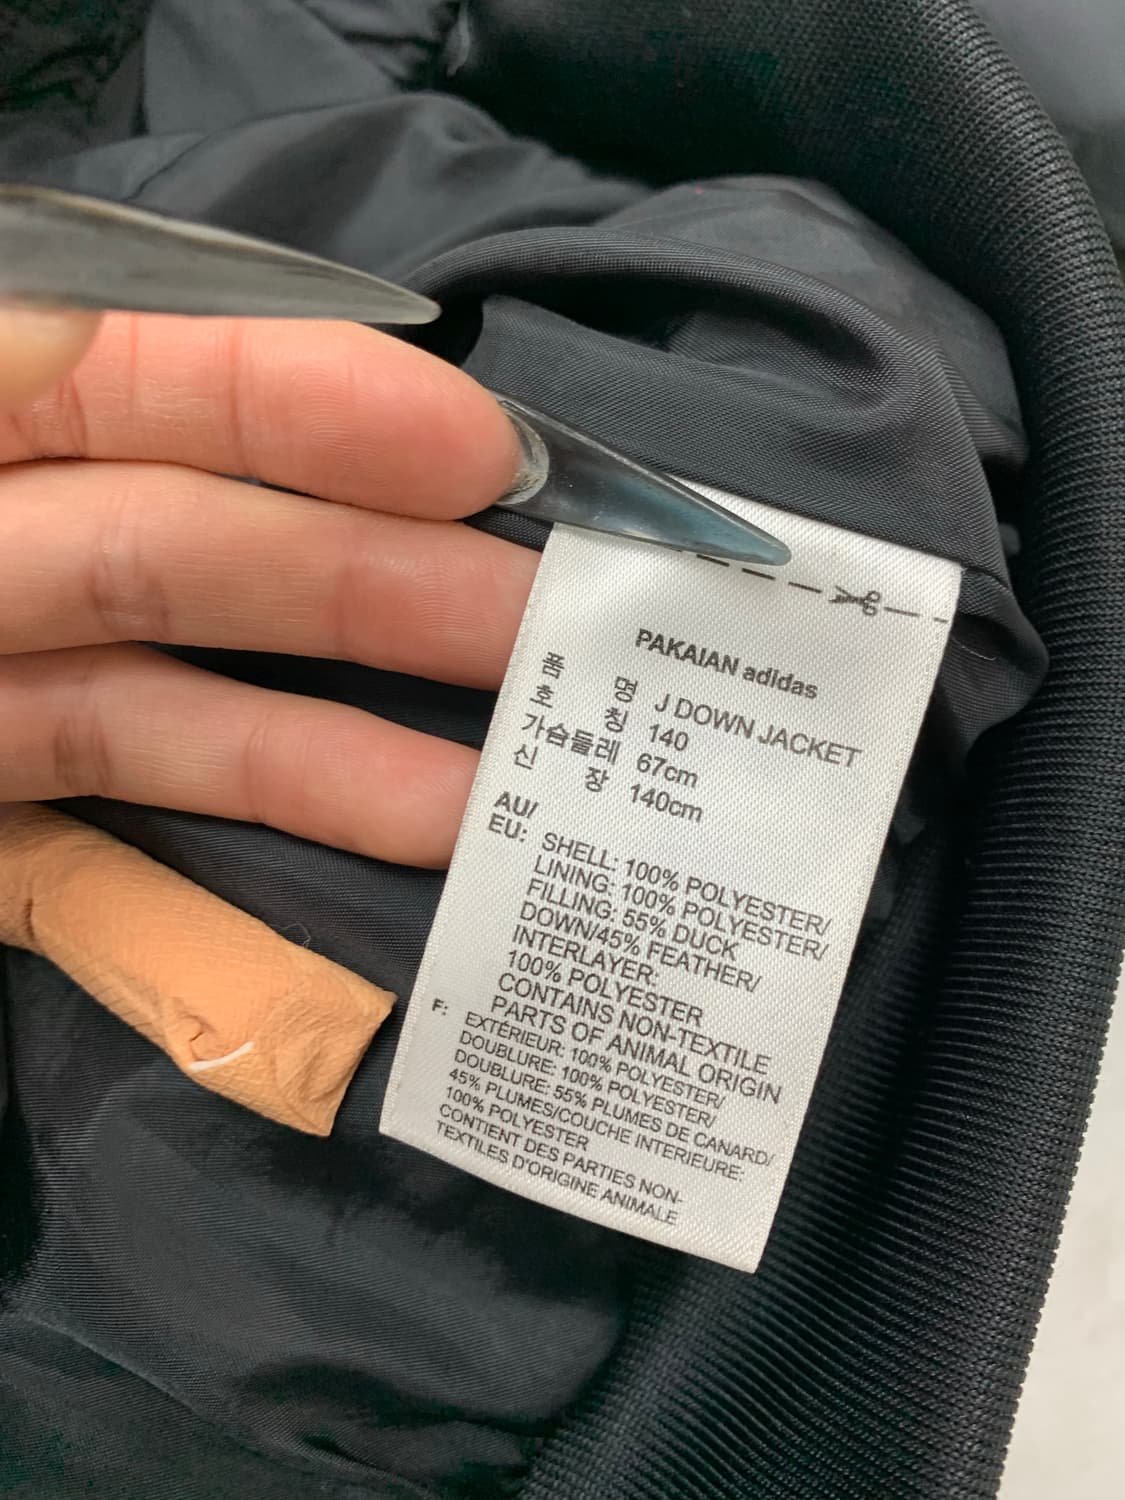 PAKAIAN adidas
품 명 J DOWN JACKET
호 칭 140
가슴둘레 67cm
신 장 140cm
AU/
EU: SHELL: 100% POLYESTER/
LINING: 100% POLYESTER/
FILLING: 55% DUCK
DOWN/45% FEATHER/
INTERLAYER:
100% POLYESTER
CONTAINS NON-TEXTILE
PARTS OF ANIMAL ORIGIN
F: EXTÉRIEUR: 100% POLYESTER/
DOUBLURE: 100% POLYESTER/
DOUBLURE: 55% PLUMES DE CANARD/
45% PLUMES/COUCHE INTERIEURE:
100% POLYESTER
CONTIENT DES PARTIES NON-
TEXTILES D'ORIGINE ANIMALE